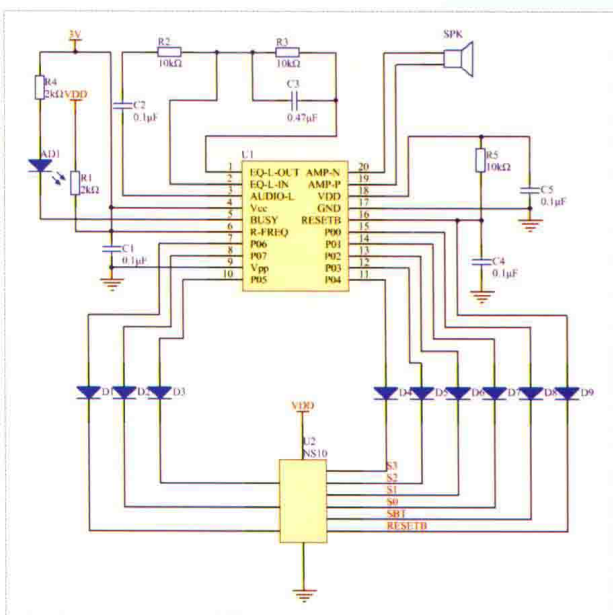 3V
SPK
R2
10kΩ
R3
10kΩ
R4
2kΩ
VDD
C2
0.1μF
C3
0.47μF
AD1
R1
2kΩ
U1
R5
10kΩ
C5
0.1μF
1 EQ-L-OUT AMP-N 20
2 EQ-L-IN AMP-P 19
3 AUDIO-L VDD 18
4 Vcc GND 17
5 BUSY RESETB 16
6 R-FREQ P00 15
7 P06 P01 14
8 P07 P02 13
9 Vpp P03 12
10 P05 P04 11
C1
0.1μF
C4
0.1μF
D1 D2 D3 D4 D5 D6 D7 D8 D9
VDD
U2
NS10
S3
S2
S1
S0
SBT
RESETB